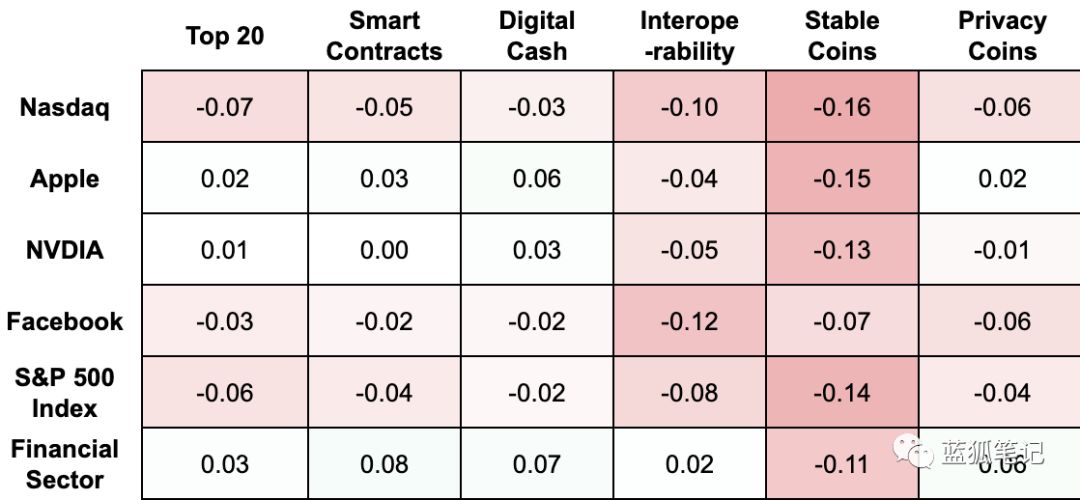 Top 20 Smart Contracts Digital Cash Interope -rability Stable Coins Privacy Coins
Nasdaq -0.07 -0.05 -0.03 -0.10 -0.16 -0.06
Apple 0.02 0.03 0.06 -0.04 -0.15 0.02
NVDIA 0.01 0.00 0.03 -0.05 -0.13 -0.01
Facebook -0.03 -0.02 -0.02 -0.12 -0.07 -0.06
S&P 500 Index -0.06 -0.04 -0.02 -0.08 -0.14 -0.04
Financial Sector 0.03 0.08 0.07 0.02 -0.11 0.06
蓝狐笔记